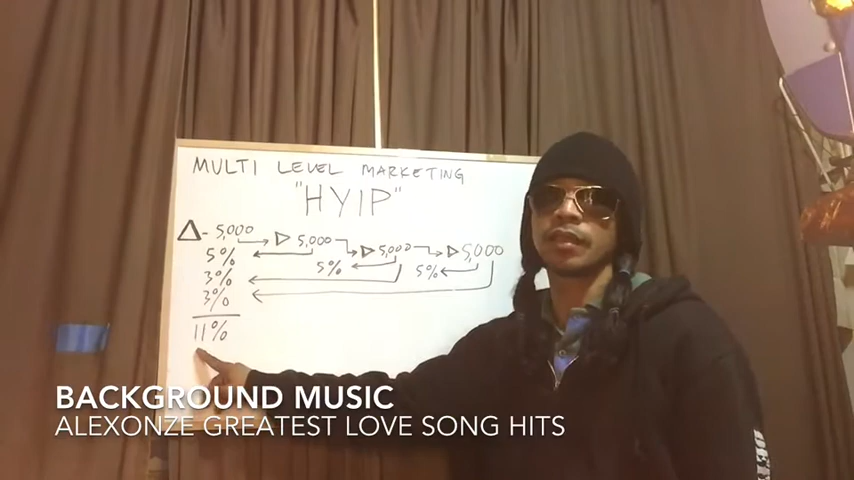 MULTI LEVEL MARKETING
"HYIP"
- 5,000 5,000 5,000 5,000
5% 5% 5%
3%
3%
11%
BACKGROUND MUSIC
ALEXONZE GREATEST LOVE SONG HITS